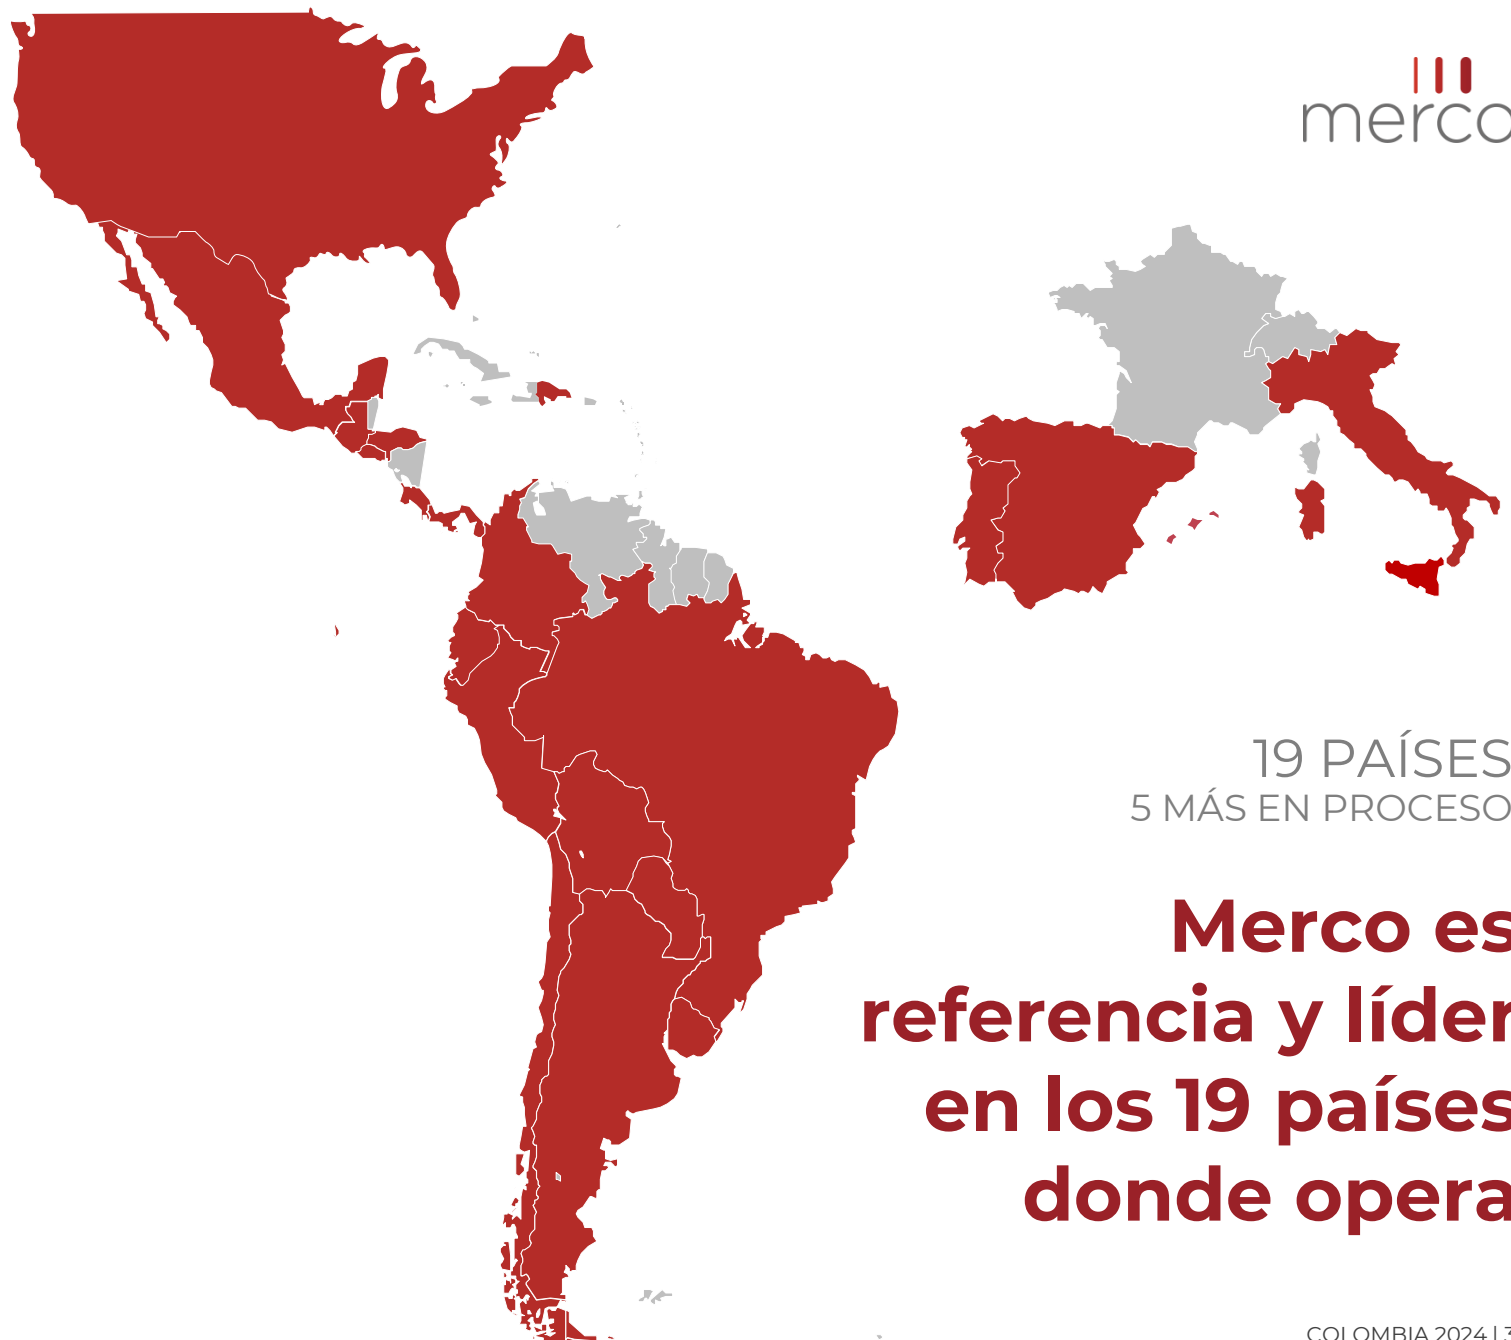 merco
19 PAÍSES
5 MÁS EN PROCESO
Merco es
referencia y líder
en los 19 países
donde opera
COLOMBIA 2024 | 3